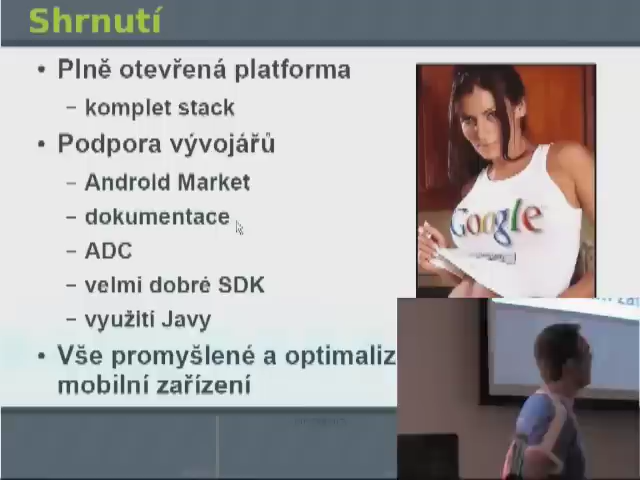 Shrnutí
• Plně otevřená platforma
– komplet stack
• Podpora vývojářů
– Android Market
– dokumentace
– ADC
– velmi dobré SDK
– využití Javy
• Vše promyšlené a optimaliz
mobilní zařízení
Google